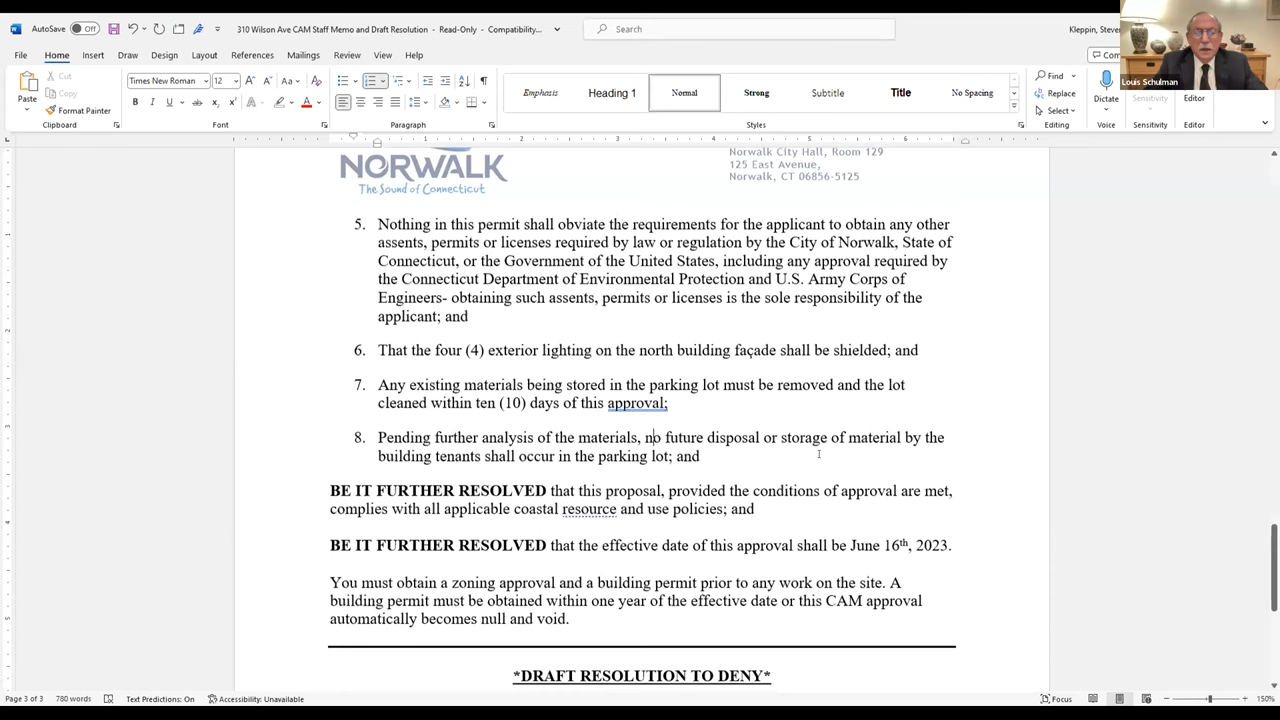 AutoSave Off 310 Wilson Ave CAM Staff Memo and Draft Resolution - Read-Only - Compatibility... Search Kleppin, Steven
File Home Insert Draw Design Layout References Mailings Review View Help
Louis Schulman
Cut
Copy
Format Painter
Paste
Times New Roman 12
Emphasis Heading 1 Normal Strong Subtitle Title No Spacing
Find
Replace
Select
Dictate Sensitivity Editor
Clipboard Font Paragraph Styles Editing Voice Sensitivity Editor
NORWALK
The Sound of Connecticut
Norwalk City Hall, Room 129
125 East Avenue,
Norwalk, CT 06856-5125
5. Nothing in this permit shall obviate the requirements for the applicant to obtain any other
assents, permits or licenses required by law or regulation by the City of Norwalk, State of
Connecticut, or the Government of the United States, including any approval required by
the Connecticut Department of Environmental Protection and U.S. Army Corps of
Engineers- obtaining such assents, permits or licenses is the sole responsibility of the
applicant; and
6. That the four (4) exterior lighting on the north building façade shall be shielded; and
7. Any existing materials being stored in the parking lot must be removed and the lot
cleaned within ten (10) days of this approval;
8. Pending further analysis of the materials, no future disposal or storage of material by the
building tenants shall occur in the parking lot; and
BE IT FURTHER RESOLVED that this proposal, provided the conditions of approval are met,
complies with all applicable coastal resource and use policies; and
BE IT FURTHER RESOLVED that the effective date of this approval shall be June 16th, 2023.
You must obtain a zoning approval and a building permit prior to any work on the site. A
building permit must be obtained within one year of the effective date or this CAM approval
automatically becomes null and void.
*DRAFT RESOLUTION TO DENY*
Page 3 of 3 780 words Text Predictions: On Accessibility: Unavailable Focus 150%